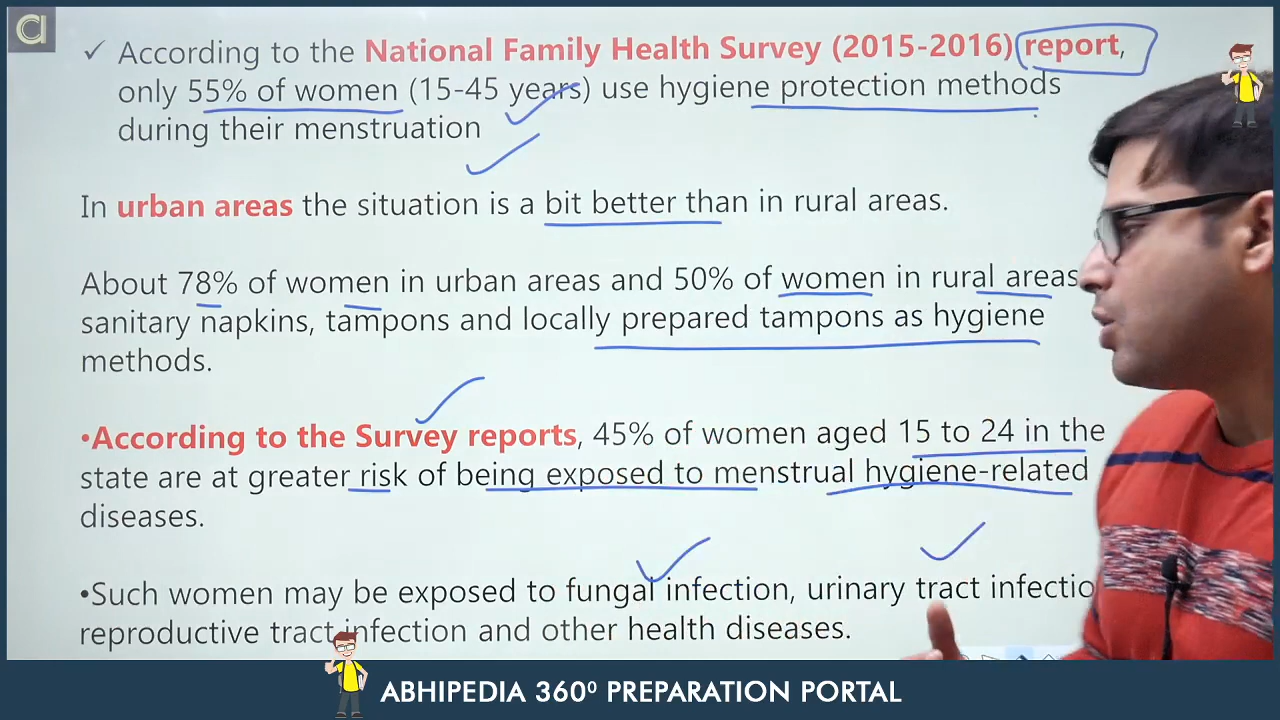 ✓ According to the National Family Health Survey (2015-2016) report,
only 55% of women (15-45 years) use hygiene protection methods
during their menstruation
In urban areas the situation is a bit better than in rural areas.
About 78% of women in urban areas and 50% of women in rural areas
sanitary napkins, tampons and locally prepared tampons as hygiene
methods.
•According to the Survey reports, 45% of women aged 15 to 24 in the
state are at greater risk of being exposed to menstrual hygiene-related
diseases.
•Such women may be exposed to fungal infection, urinary tract infectio
reproductive tract infection and other health diseases.
ABHIPEDIA 360⁰ PREPARATION PORTAL